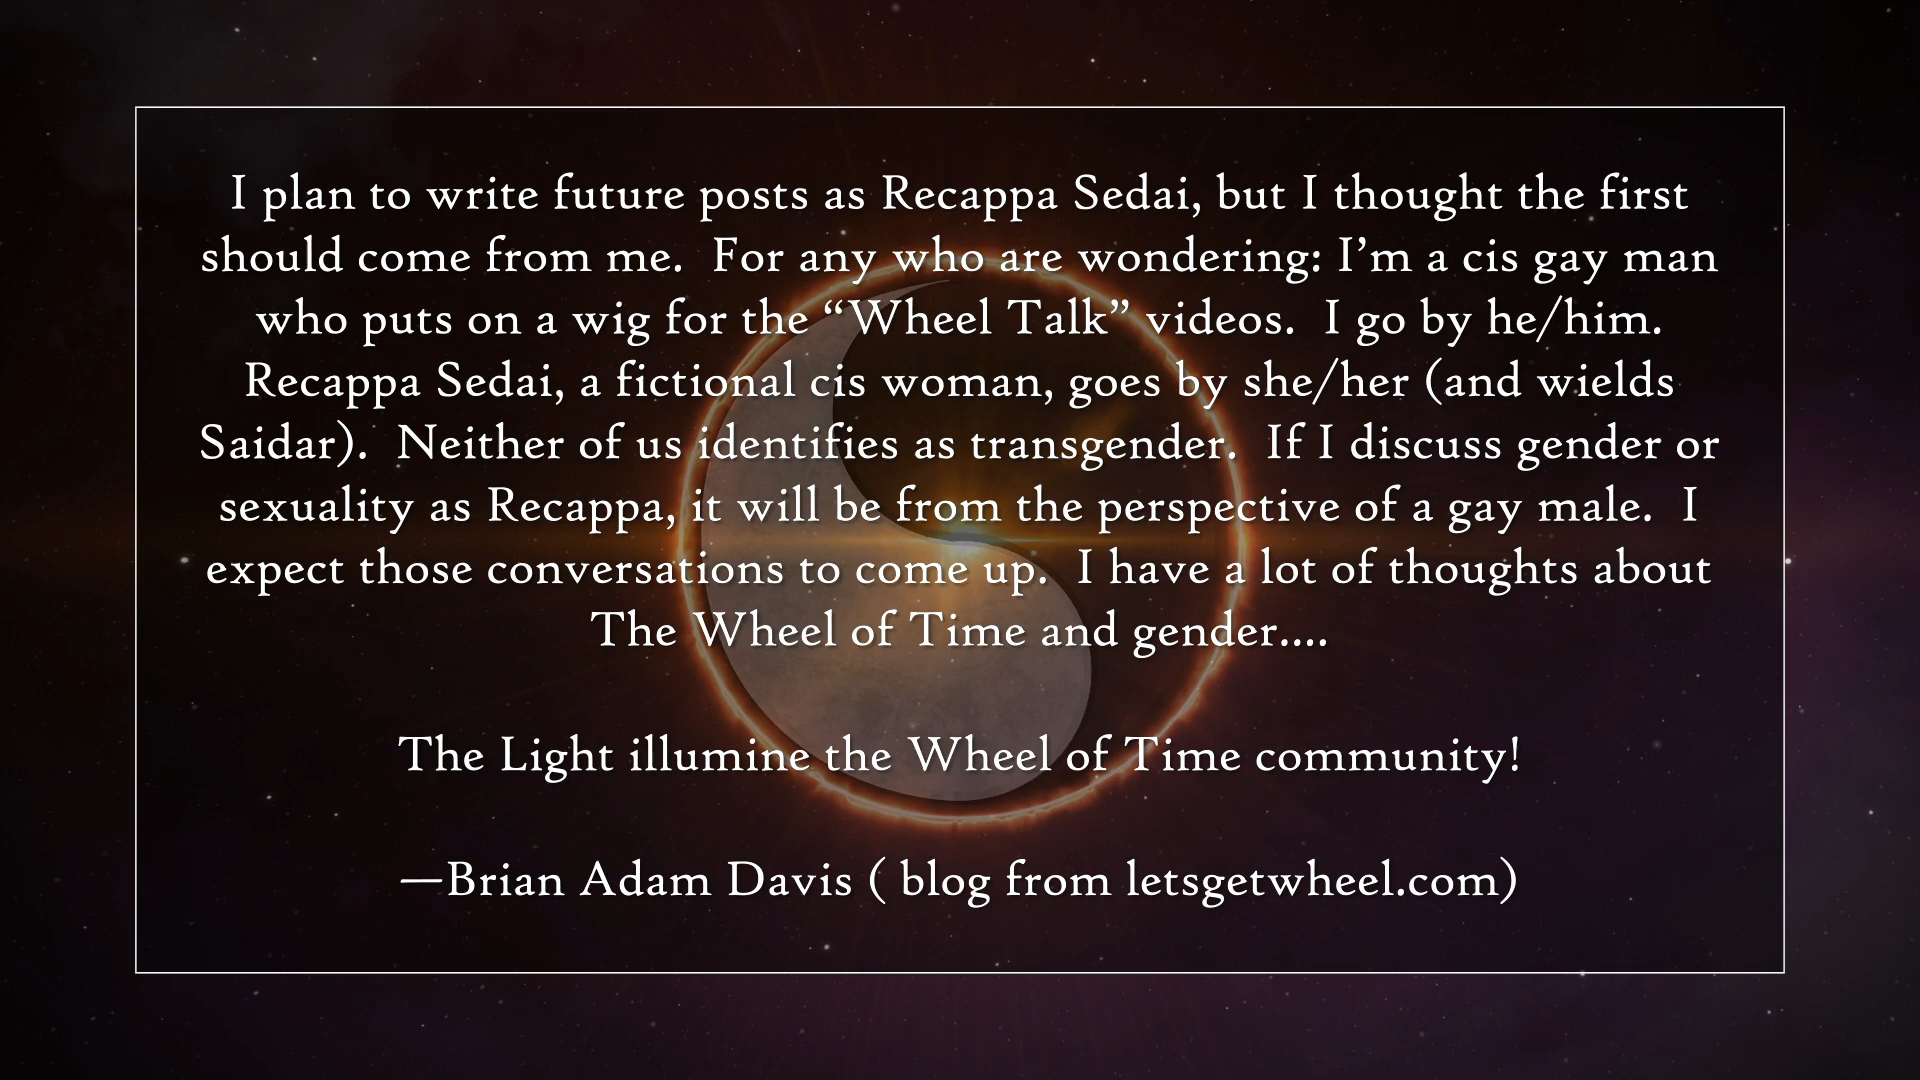 I plan to write future posts as Recappa Sedai, but I thought the first
should come from me.  For any who are wondering: I’m a cis gay man
who puts on a wig for the “Wheel Talk” videos.  I go by he/him.
Recappa Sedai, a fictional cis woman, goes by she/her (and wields
Saidar).  Neither of us identifies as transgender.  If I discuss gender or
sexuality as Recappa, it will be from the perspective of a gay male.  I
expect those conversations to come up.  I have a lot of thoughts about
The Wheel of Time and gender....
The Light illumine the Wheel of Time community!
—Brian Adam Davis ( blog from letsgetwheel.com)